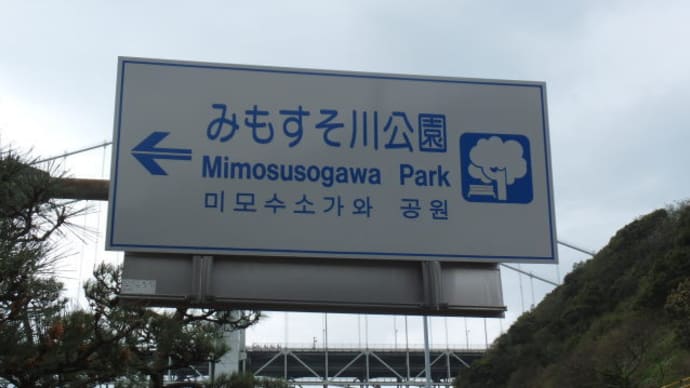 みもすそ川公園
Mimosusogawa Park
미모수소가와 공원